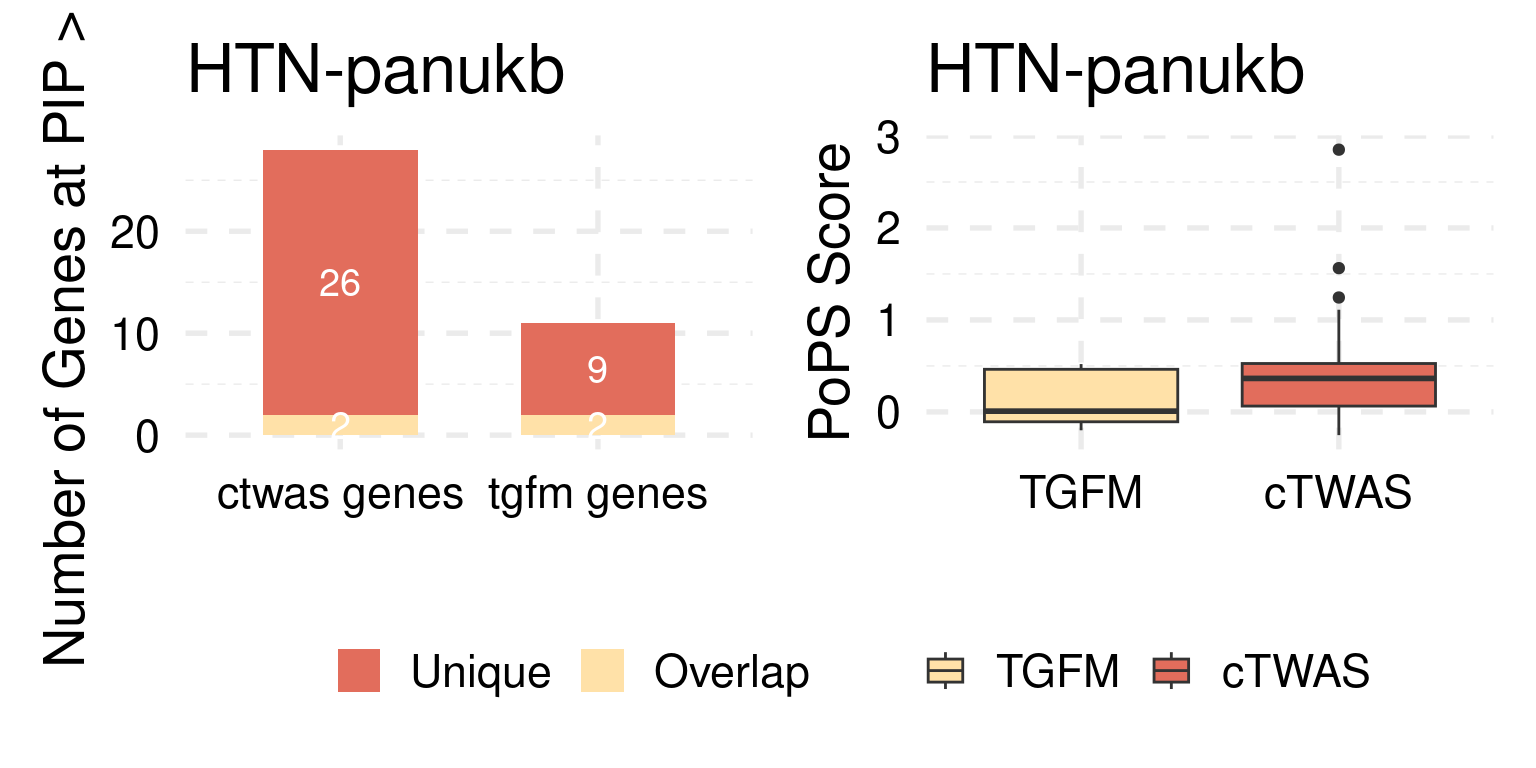 HTN-panukb
Number of Genes at PIP >
20
10
0
26
2
9
2
ctwas genes
tgfm genes
Unique
Overlap
HTN-panukb
PoPS Score
3
2
1
0
TGFM
cTWAS
TGFM
cTWAS